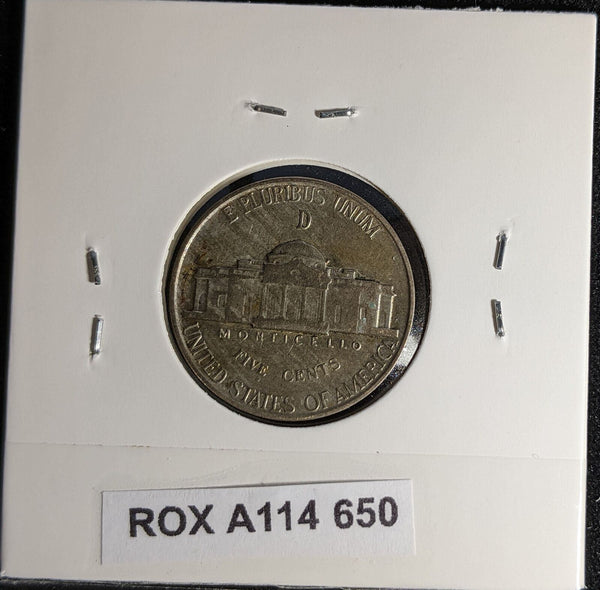 E PLURIBUS UNUM
D
MONTICELLO
FIVE CENTS
UNITED STATES OF AMERICA
ROX A114 650